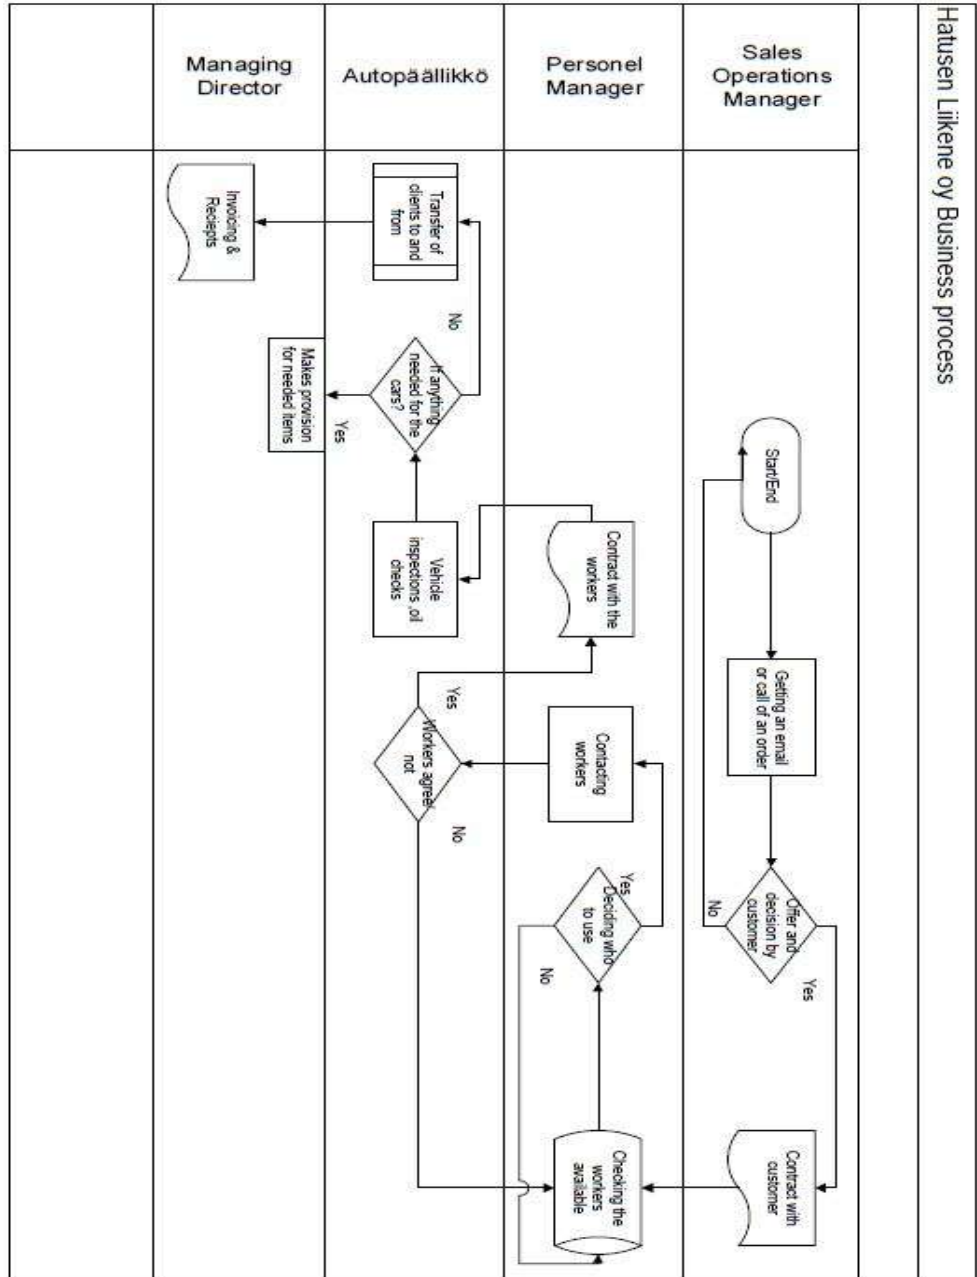 Hatusen Liikene oy Business process
Sales
Operations
Manager
Start/End
Getting an email
or call of an order
Offer and
decision by
customer
Yes
No
Contract with
customer
Personel
Manager
Contract with the
workers
Contacting
workers
Deciding who
to use
Yes
No
Checking the
workers
available
Autopäällikkö
Transfer of
clients to and
from
No
If anything
needed for the
cars?
Yes
Vehicle
inspections ,oil
checks
Workers agree/
not
Yes
No
Managing
Director
Invoicing &
Reciepts
Makes provision
for needed items